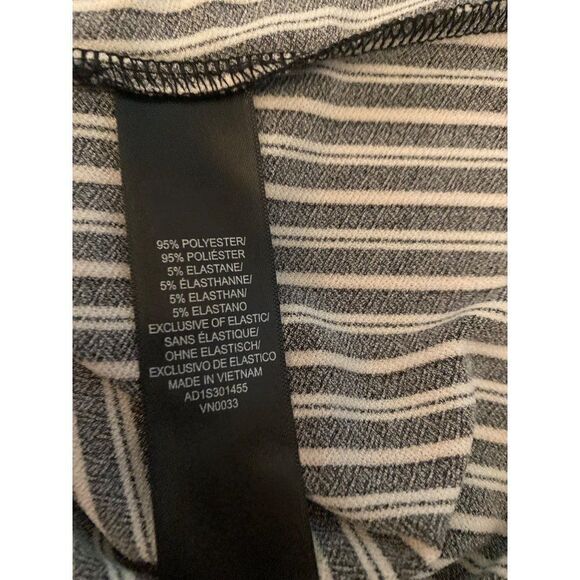 95% POLYESTER/
95% POLIÉSTER
5% ELASTANE/
5% ÉLASTHANNE/
5% ELASTHAN/
5% ELASTANO
EXCLUSIVE OF ELASTIC/
SANS ÉLASTIQUE/
OHNE ELASTISCH/
EXCLUSIVO DE ELASTICO
MADE IN VIETNAM
AD1S301455
VN0033